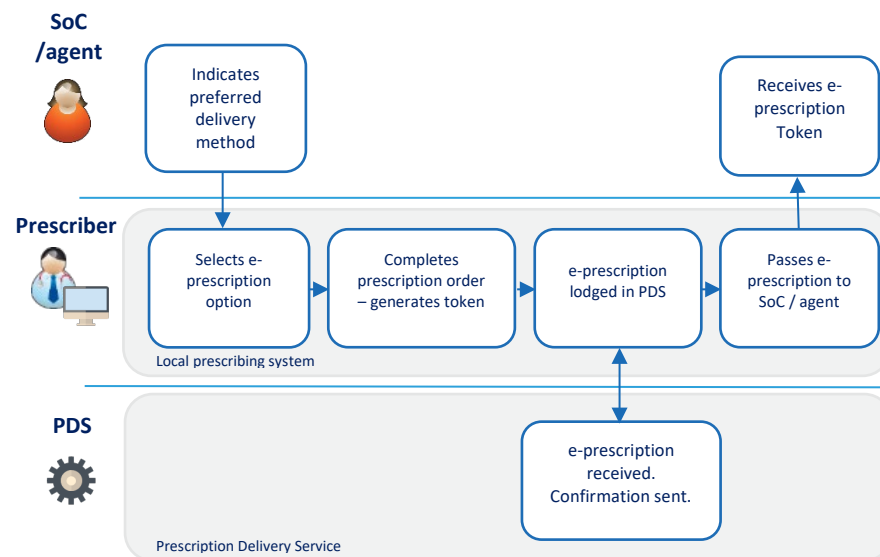 SoC
/agent
Indicates
preferred
delivery
method
Receives e-
prescription
Token
Prescriber
Selects e-
prescription
option
Completes
prescription order
– generates token
e-prescription
lodged in PDS
Passes e-
prescription to
SoC / agent
Local prescribing system
PDS
e-prescription
received.
Confirmation sent.
Prescription Delivery Service